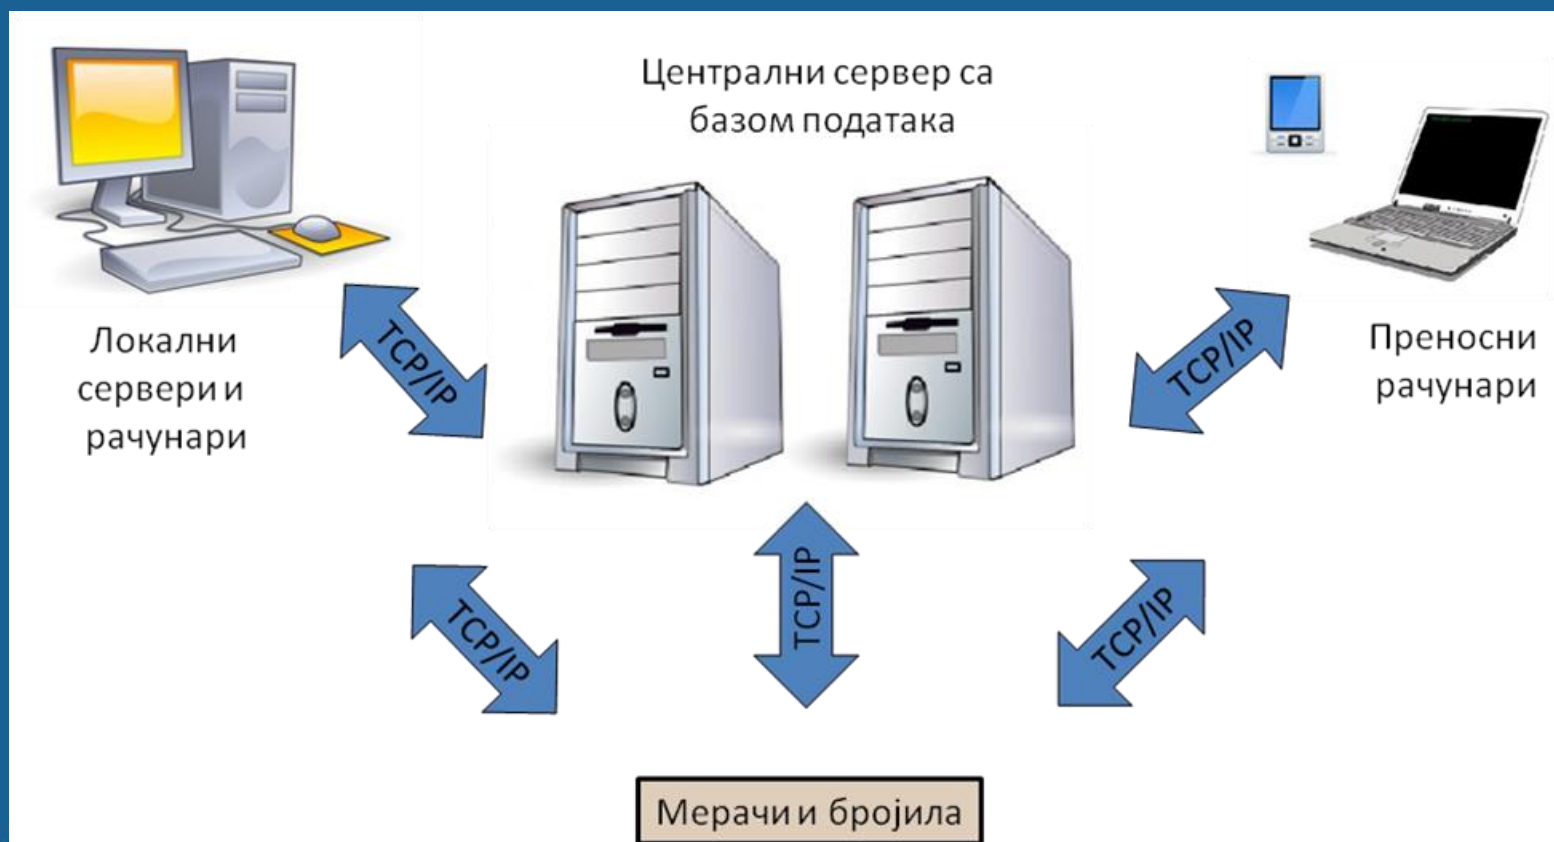 Централни сервер са
базом података
Локални
сервери и
рачунари
TCP/IP
TCP/IP
Преносни
рачунари
TCP/IP
TCP/IP
TCP/IP
Мерачи и бројила